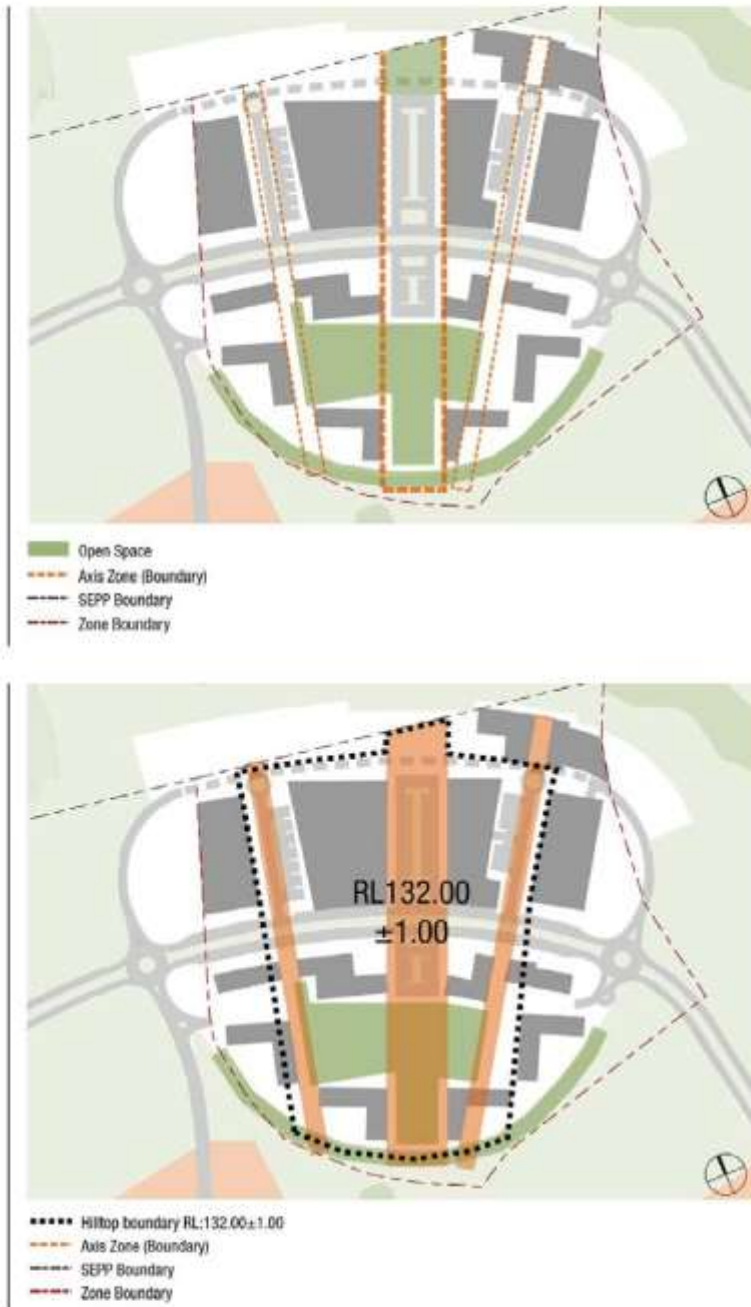 Open Space
Axis Zone (Boundary)
SEPP Boundary
Zone Boundary
RL132.00
±1.00
Hilltop boundary RL:132.00±1.00
Axis Zone (Boundary)
SEPP Boundary
Zone Boundary